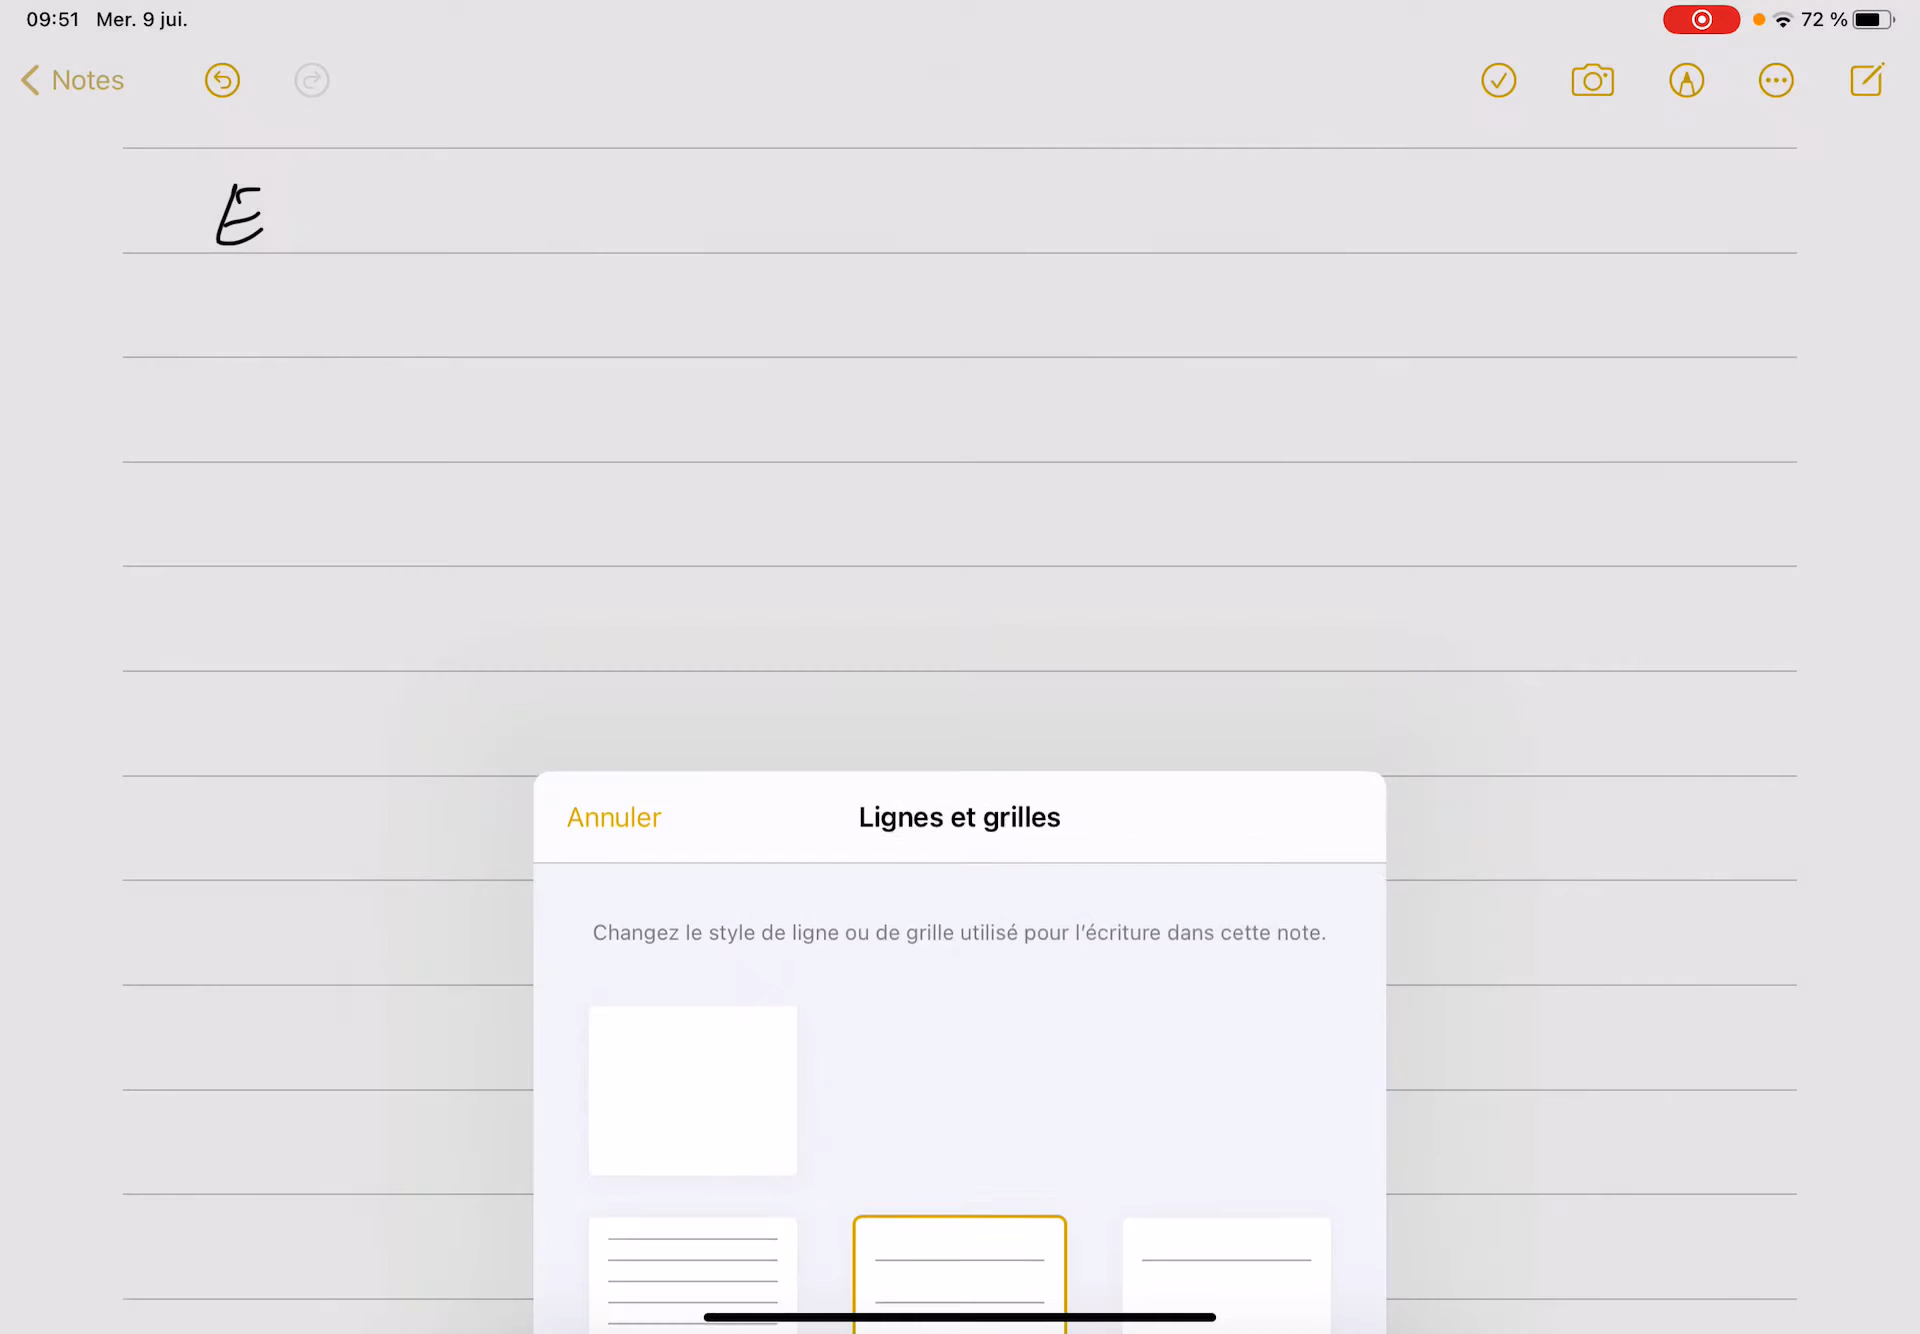 09:51 Mer. 9 jui. 72 %
Notes
E
Annuler Lignes et grilles
Changez le style de ligne ou de grille utilisé pour l’écriture dans cette note.